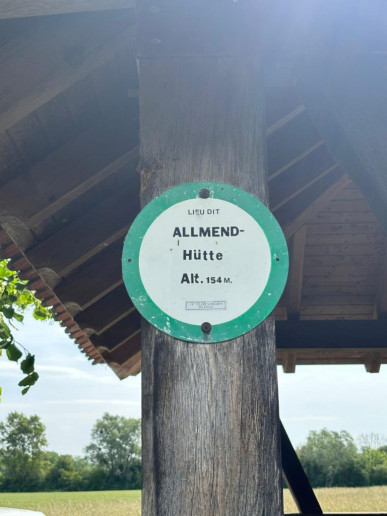 LIEU DIT
ALLMEND-
Hütte
Alt. 154 M.